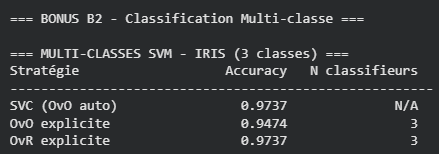 === BONUS B2 - Classification Multi-classe ===
=== MULTI-CLASSES SVM - IRIS (3 classes) ===
Stratégie Accuracy N classifieurs
------------------------------------------------------
SVC (OvO auto) 0.9737 N/A
OvO explicite 0.9474 3
OvR explicite 0.9737 3